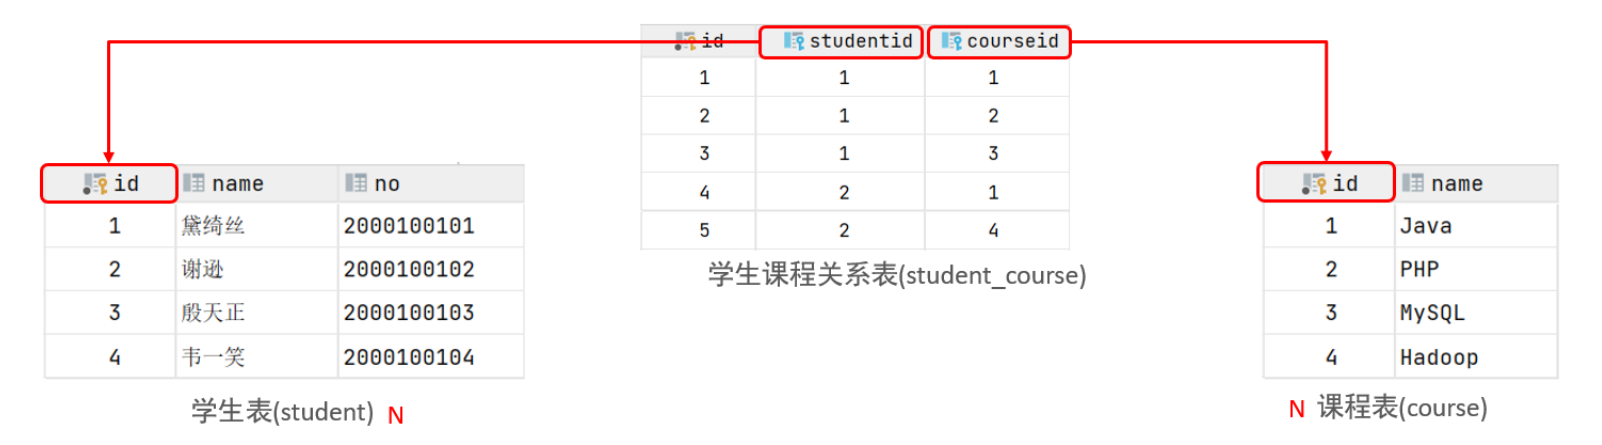 id studentid courseid
1 1 1
2 1 2
3 1 3
4 2 1
5 2 4
学生课程关系表(student_course)
id name no
1 黛绮丝 2000100101
2 谢逊 2000100102
3 殷天正 2000100103
4 韦一笑 2000100104
学生表(student) N
id name
1 Java
2 PHP
3 MySQL
4 Hadoop
N 课程表(course)